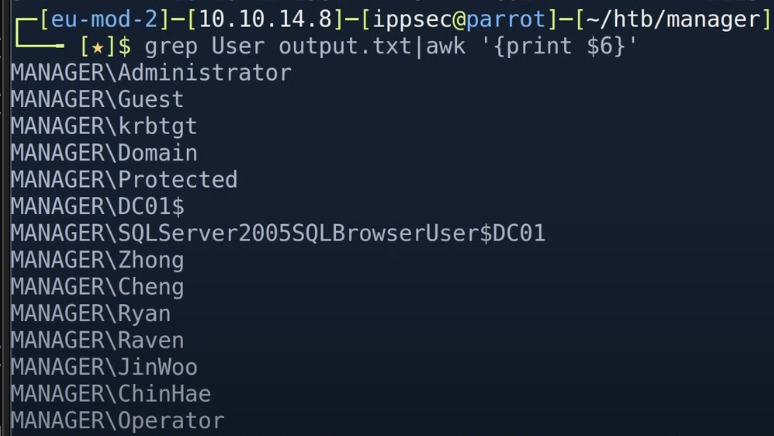 ┌─[eu-mod-2]─[10.10.14.8]─[ippsec@parrot]─[~/htb/manager]
└──╼ [★]$ grep User output.txt|awk '{print $6}'
MANAGER\Administrator
MANAGER\Guest
MANAGER\krbtgt
MANAGER\Domain
MANAGER\Protected
MANAGER\DC01$
MANAGER\SQLServer2005SQLBrowserUser$DC01
MANAGER\Zhong
MANAGER\Cheng
MANAGER\Ryan
MANAGER\Raven
MANAGER\JinWoo
MANAGER\ChinHae
MANAGER\Operator